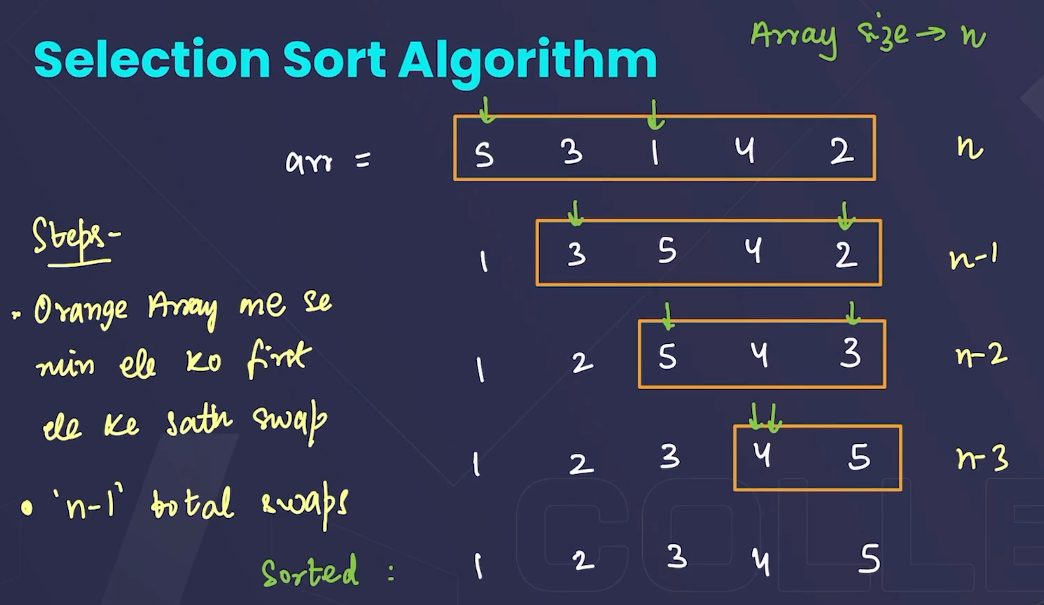 Selection Sort Algorithm
Array size → n
arr = 5 3 1 4 2 n
Steps-
1 3 5 4 2 n-1
• Orange Array me se
min ele ko first
ele ke sath swap
1 2 5 4 3 n-2
1 2 3 4 5 n-3
• 'n-1' total swaps
Sorted : 1 2 3 4 5
COLLE